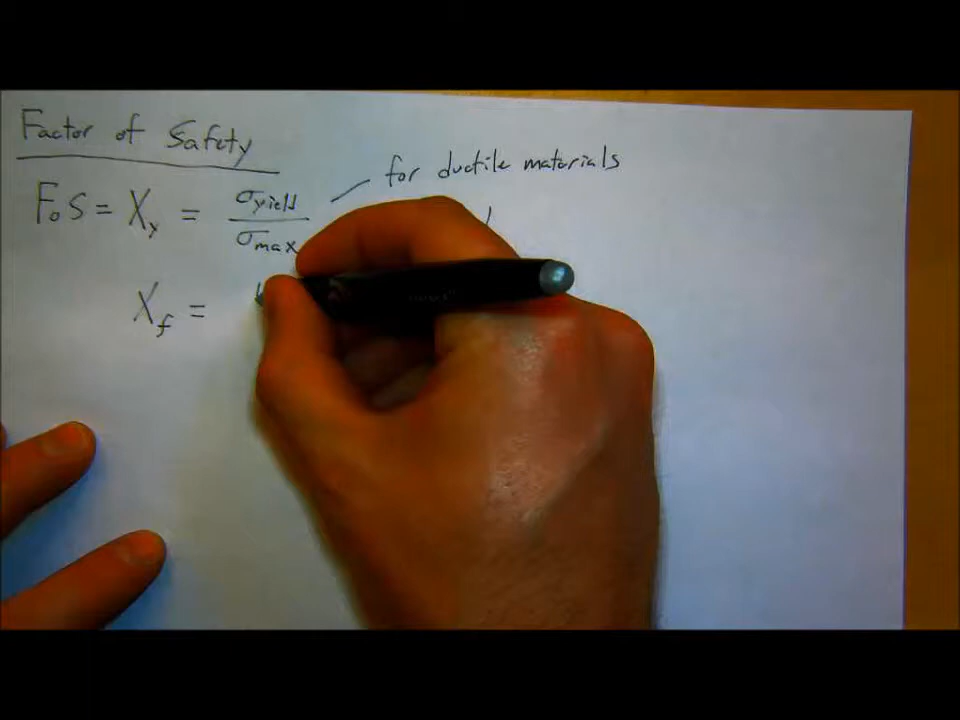 Factor of Safety
for ductile materials
FoS = Xy = σyield / σmax
Xf =